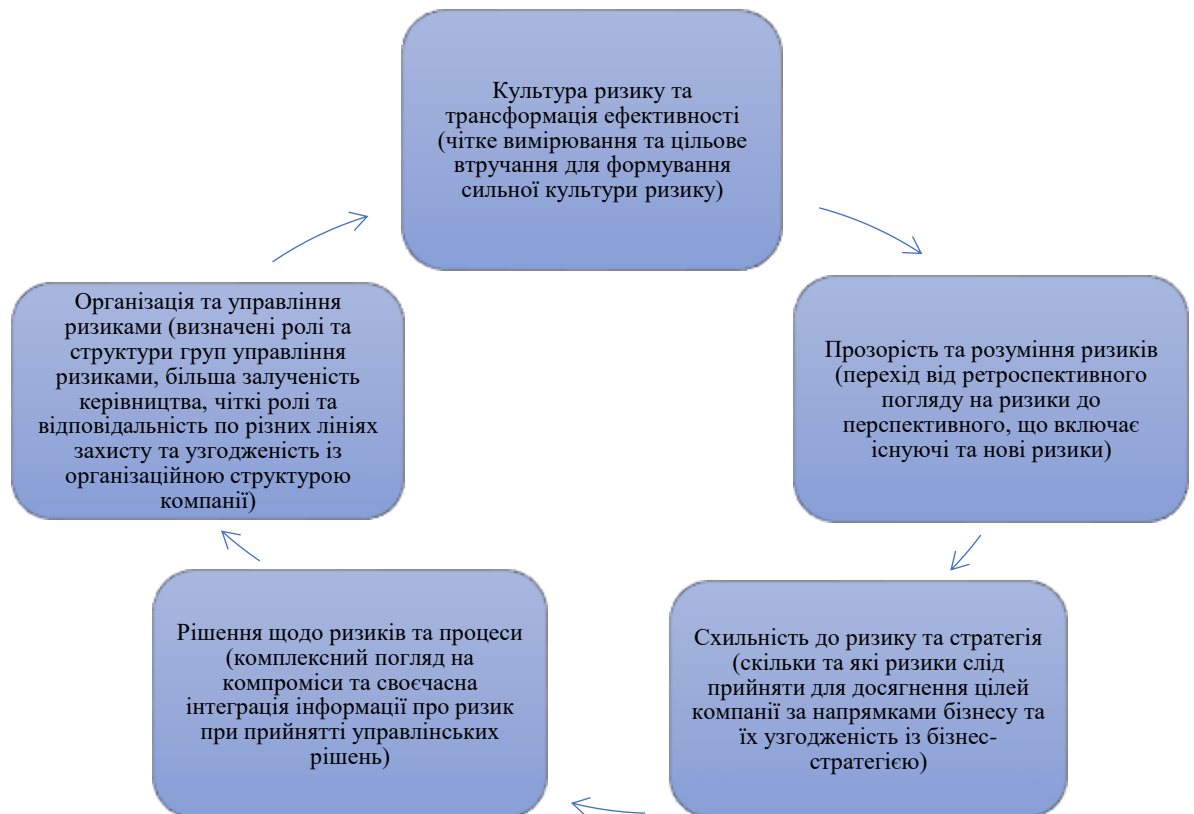 Культура ризику та
трансформація ефективності
(чітке вимірювання та цільове
втручання для формування
сильної культури ризику)
Прозорість та розуміння ризиків
(перехід від ретроспективного
погляду на ризики до
перспективного, що включає
існуючі та нові ризики)
Схильність до ризику та стратегія
(скільки та які ризики слід
прийняти для досягнення цілей
компанії за напрямками бізнесу та
їх узгодженість із бізнес-
стратегією)
Рішення щодо ризиків та процеси
(комплексний погляд на
компроміси та своєчасна
інтеграція інформації про ризик
при прийнятті управлінських
рішень)
Організація та управління
ризиками (визначені ролі та
структури груп управління
ризиками, більша залученість
керівництва, чіткі ролі та
відповідальність по різних лініях
захисту та узгодженість із
організаційною структурою
компанії)